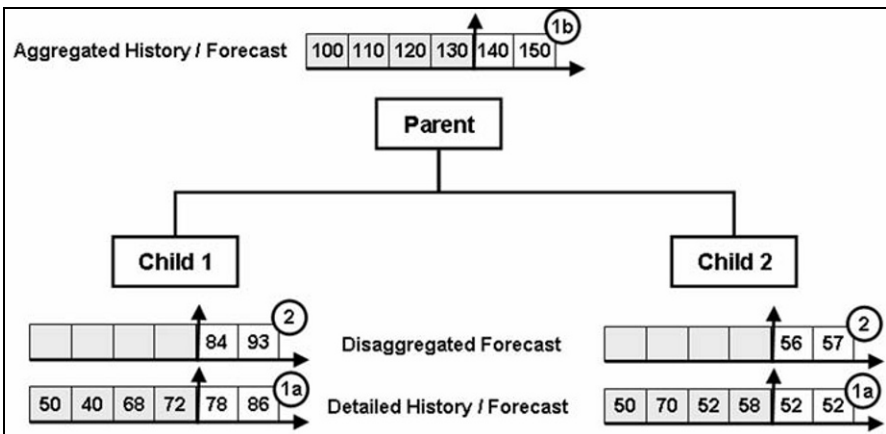 1b
Aggregated History / Forecast 100 110 120 130 140 150
Parent
Child 1 Child 2
2 2
84 93 Disaggregated Forecast 56 57
1a 1a
50 40 68 72 78 86 Detailed History / Forecast 50 70 52 58 52 52